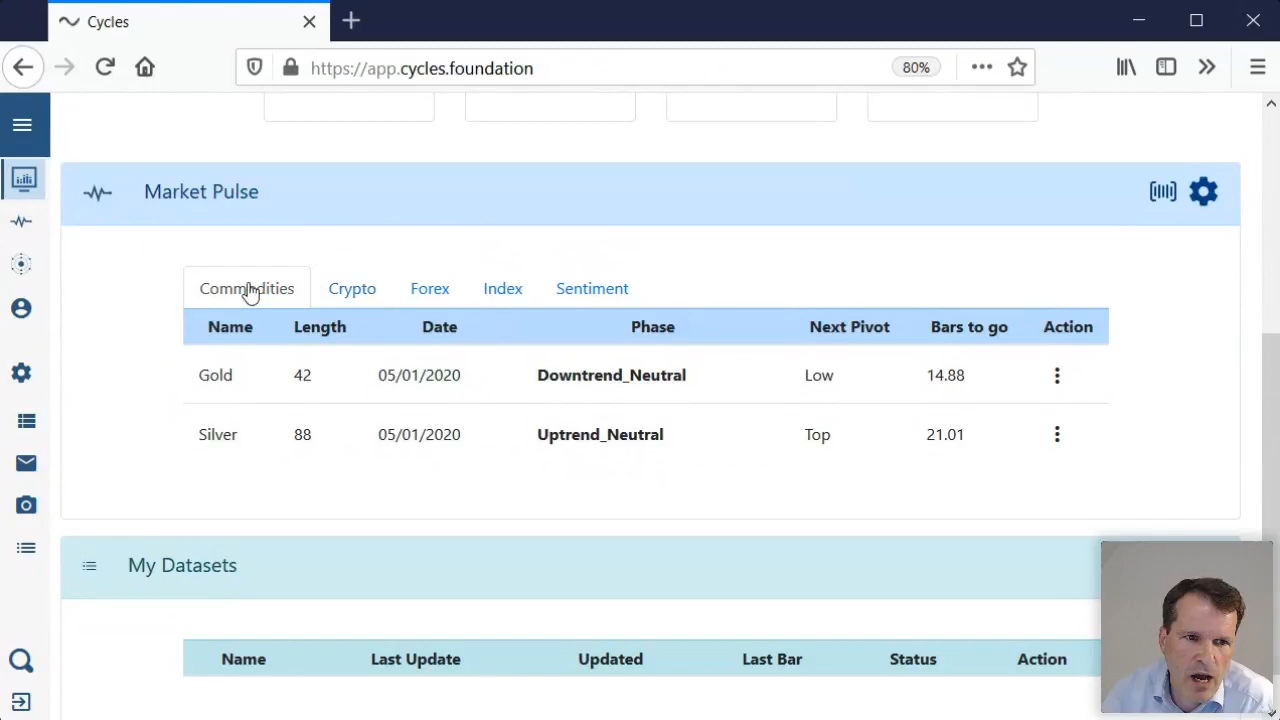 Cycles
https://app.cycles.foundation
80%
Market Pulse
Commodities Crypto Forex Index Sentiment
Name Length Date Phase Next Pivot Bars to go Action
Gold 42 05/01/2020 Downtrend_Neutral Low 14.88
Silver 88 05/01/2020 Uptrend_Neutral Top 21.01
My Datasets
Name Last Update Updated Last Bar Status Action